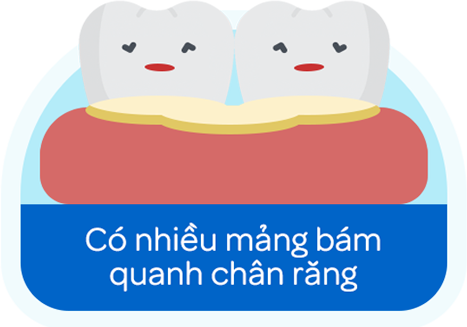 Có nhiều mảng bám
quanh chân răng